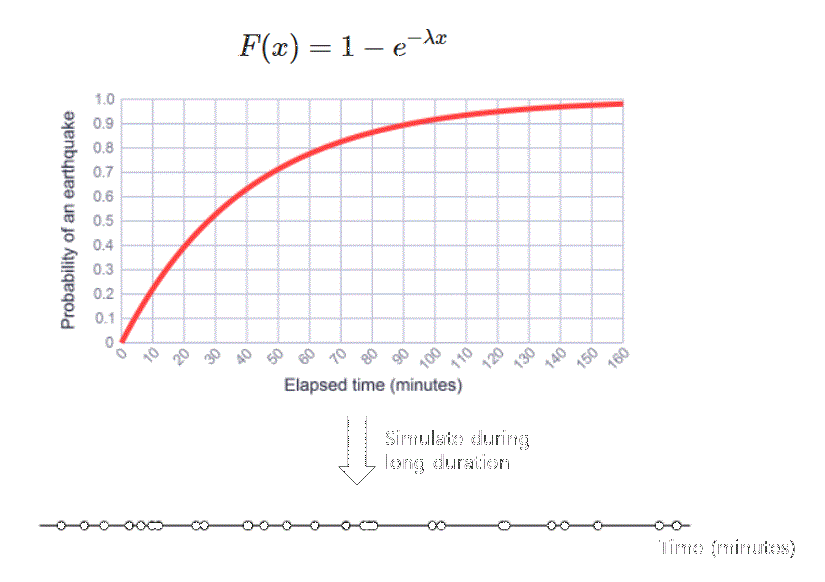 F(x) = 1 − e^{−λx}
Probability of an earthquake
1.0
0.9
0.8
0.7
0.6
0.5
0.4
0.3
0.2
0.1
0
0 10 20 30 40 50 60 70 80 90 100 110 120 130 140 150 160
Elapsed time (minutes)
Simulate during
long duration
Time (minutes)